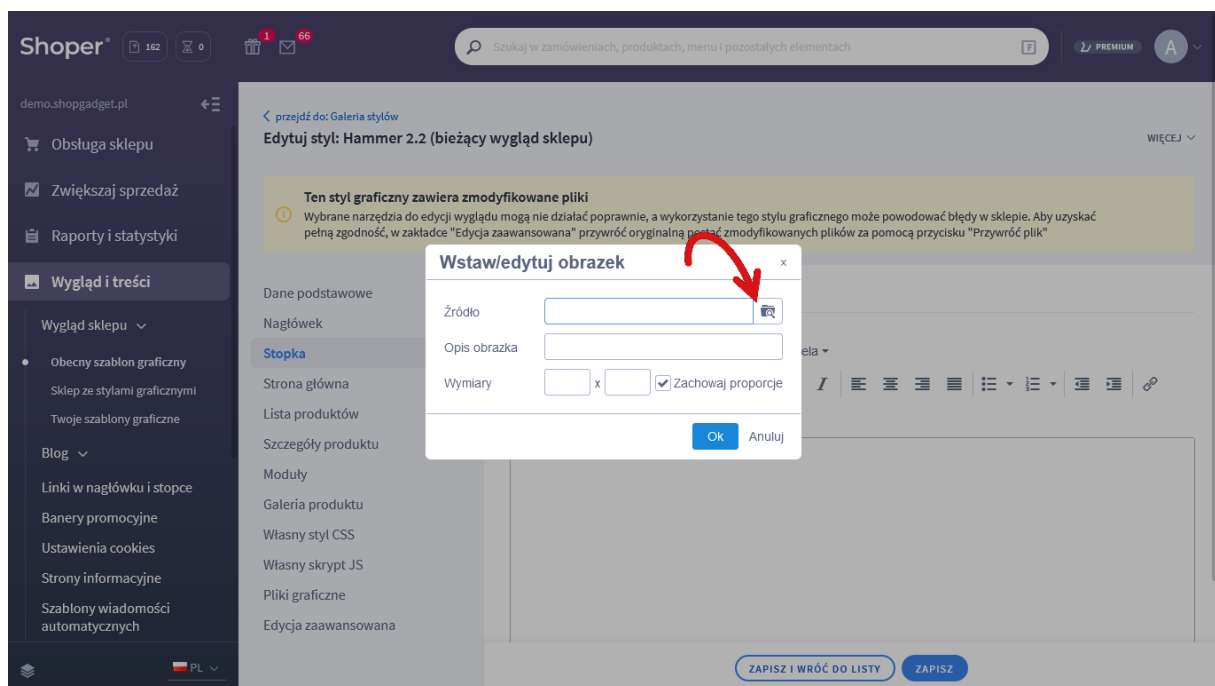 Shoper®
162
0
1
66
Szukaj w zamówieniach, produktach, menu i pozostałych elementach
F
PREMIUM
A
demo.shopgadget.pl
Obsługa sklepu
Zwiększaj sprzedaż
Raporty i statystyki
Wygląd i treści
Wygląd sklepu
Obecny szablon graficzny
Sklep ze stylami graficznymi
Twoje szablony graficzne
Blog
Linki w nagłówku i stopce
Banery promocyjne
Ustawienia cookies
Strony informacyjne
Szablony wiadomości
automatycznych
PL
przejdź do: Galeria stylów
Edytuj styl: Hammer 2.2 (bieżący wygląd sklepu)
WIĘCEJ
Ten styl graficzny zawiera zmodyfikowane pliki
Wybrane narzędzia do edycji wyglądu mogą nie działać poprawnie, a wykorzystanie tego stylu graficznego może powodować błędy w sklepie. Aby uzyskać
pełną zgodność, w zakładce "Edycja zaawansowana" przywróć oryginalną postać zmodyfikowanych plików za pomocą przycisku "Przywróć plik"
Dane podstawowe
Nagłówek
Stopka
Strona główna
Lista produktów
Szczegóły produktu
Moduły
Galeria produktu
Własny styl CSS
Własny skrypt JS
Pliki graficzne
Edycja zaawansowana
Wstaw/edytuj obrazek
x
Źródło
Opis obrazka
Wymiary
x
Zachowaj proporcje
Ok
Anuluj
ela
I
ZAPISZ I WRÓĆ DO LISTY
ZAPISZ